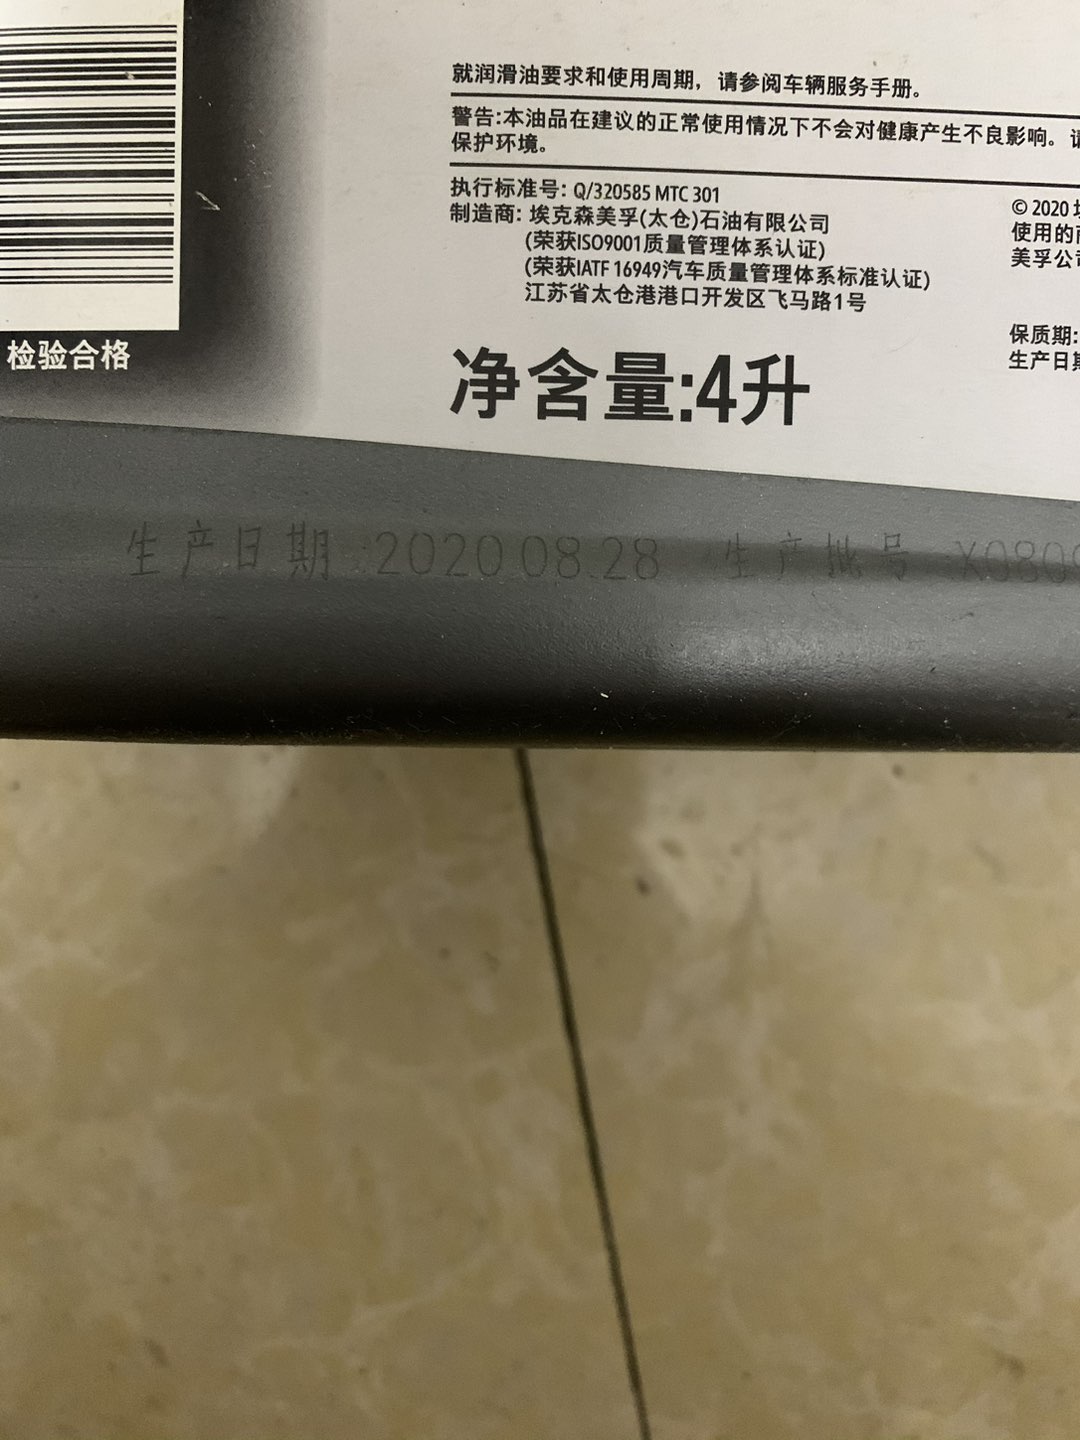 就润滑油要求和使用周期，请参阅车辆服务手册。
警告:本油品在建议的正常使用情况下不会对健康产生不良影响。请
保护环境。
执行标准号: Q/320585 MTC 301
制造商: 埃克森美孚(太仓)石油有限公司
(荣获ISO9001质量管理体系认证)
(荣获IATF 16949汽车质量管理体系标准认证)
江苏省太仓港港口开发区飞马路1号
© 2020
使用的
美孚公司
保质期:
生产日期
检验合格
净含量:4升
生产日期:2020.08.28 生产批号:X0809